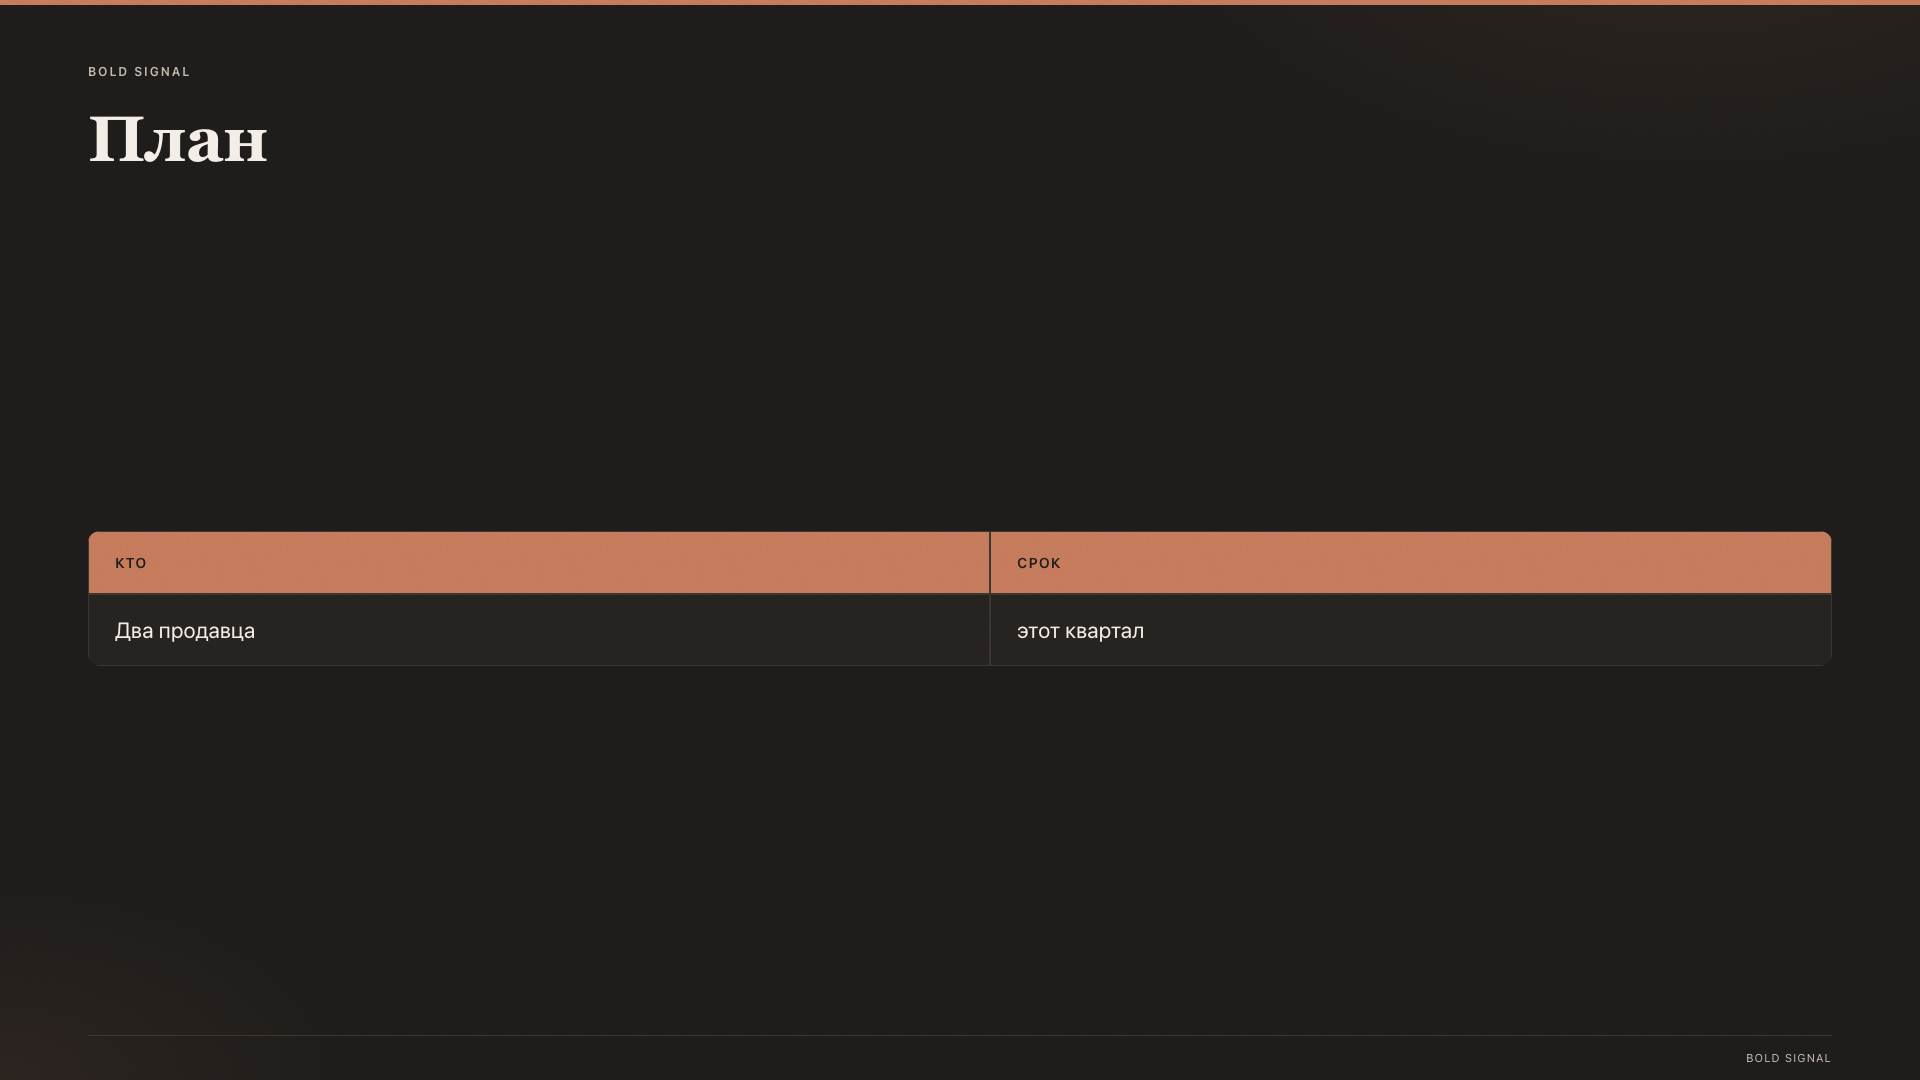 BOLD SIGNAL
План
КТО
СРОК
Два продавца
этот квартал
BOLD SIGNAL